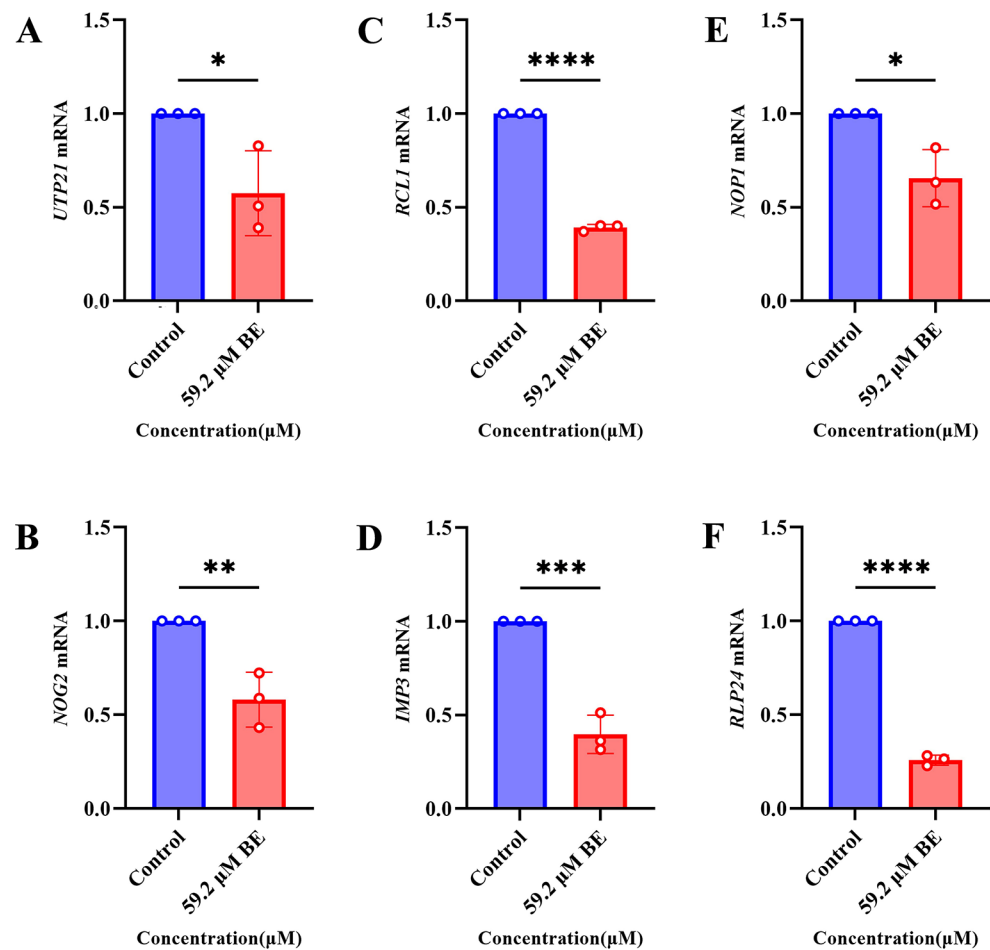 A
1.5
1.0
0.5
0.0
UTP21 mRNA
*
Control
59.2 μM BE
Concentration(μM)
C
1.5
1.0
0.5
0.0
RCL1 mRNA
****
Control
59.2 μM BE
Concentration(μM)
E
1.5
1.0
0.5
0.0
NOP1 mRNA
*
Control
59.2 μM BE
Concentration(μM)
B
1.5
1.0
0.5
0.0
NOG2 mRNA
**
Control
59.2 μM BE
Concentration(μM)
D
1.5
1.0
0.5
0.0
IMP3 mRNA
***
Control
59.2 μM BE
Concentration(μM)
F
1.5
1.0
0.5
0.0
RLP24 mRNA
****
Control
59.2 μM BE
Concentration(μM)